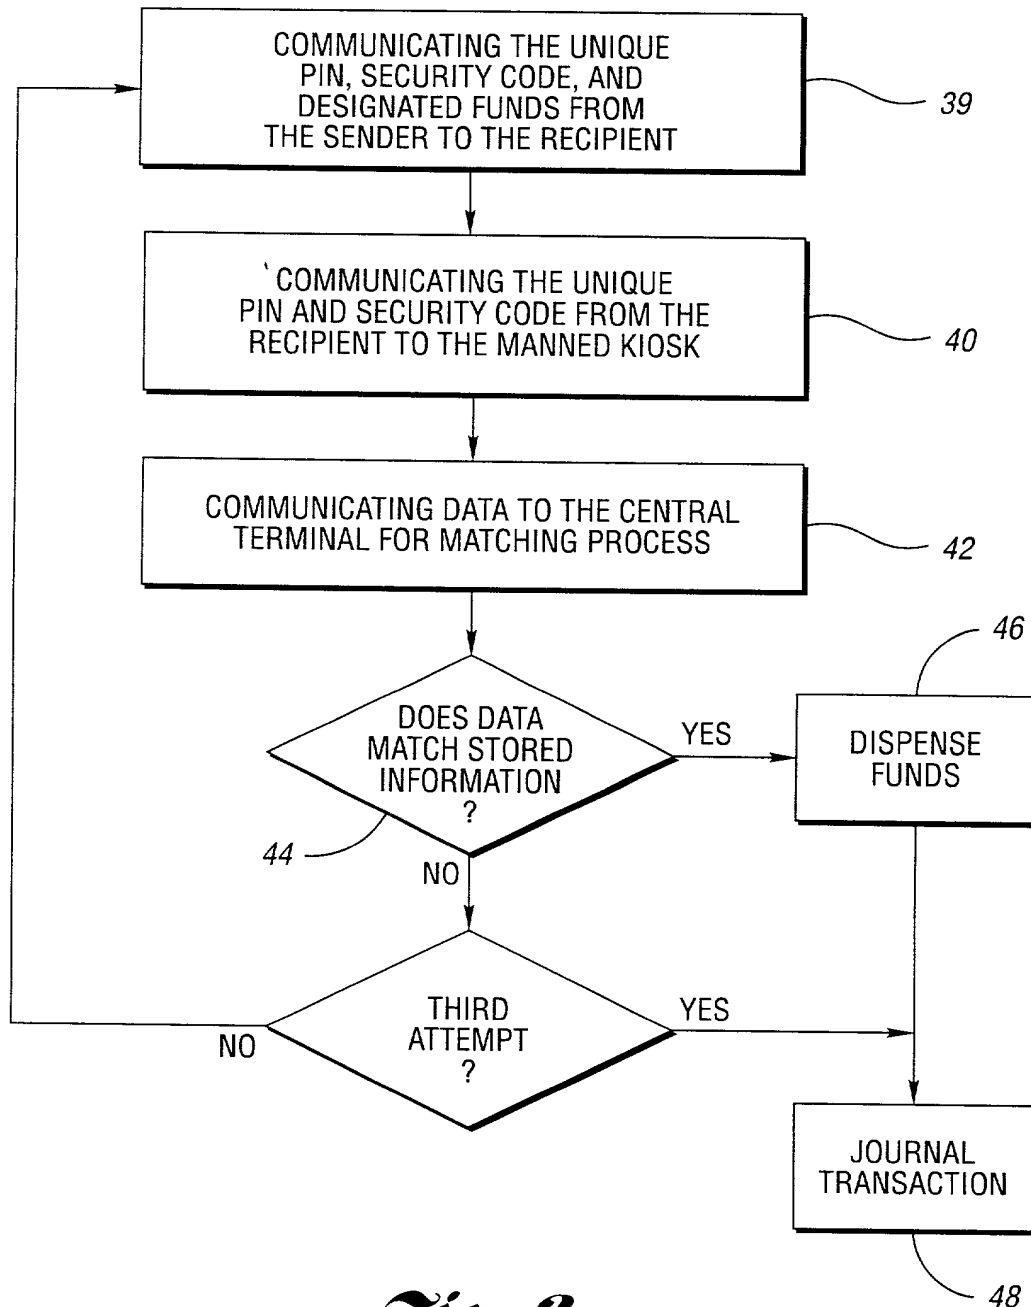 COMMUNICATING THE UNIQUE
PIN, SECURITY CODE, AND
DESIGNATED FUNDS FROM
THE SENDER TO THE RECIPIENT
39
COMMUNICATING THE UNIQUE
PIN AND SECURITY CODE FROM THE
RECIPIENT TO THE MANNED KIOSK
40
COMMUNICATING DATA TO THE CENTRAL
TERMINAL FOR MATCHING PROCESS
42
46
DOES DATA
MATCH STORED
INFORMATION
?
YES
DISPENSE
FUNDS
44
NO
THIRD
ATTEMPT
?
YES
NO
JOURNAL
TRANSACTION
48